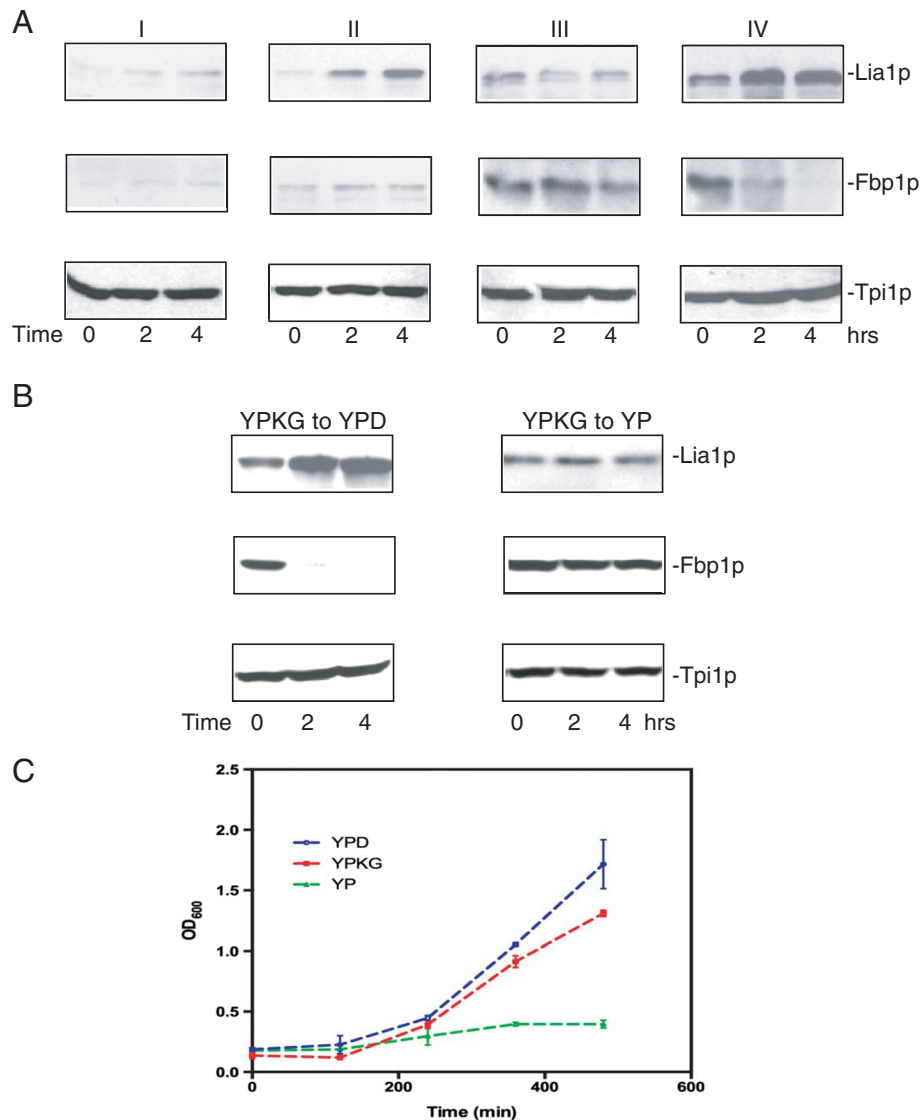 A
I II III IV
-Lia1p
-Fbp1p
-Tpi1p
Time 0 2 4 0 2 4 0 2 4 0 2 4 hrs
B
YPKG to YPD YPKG to YP
-Lia1p
-Fbp1p
-Tpi1p
Time 0 2 4 0 2 4 hrs
C
2.5
2.0
1.5
1.0
0.5
0.0
OD600
YPD
YPKG
YP
0 200 400 600
Time (min)